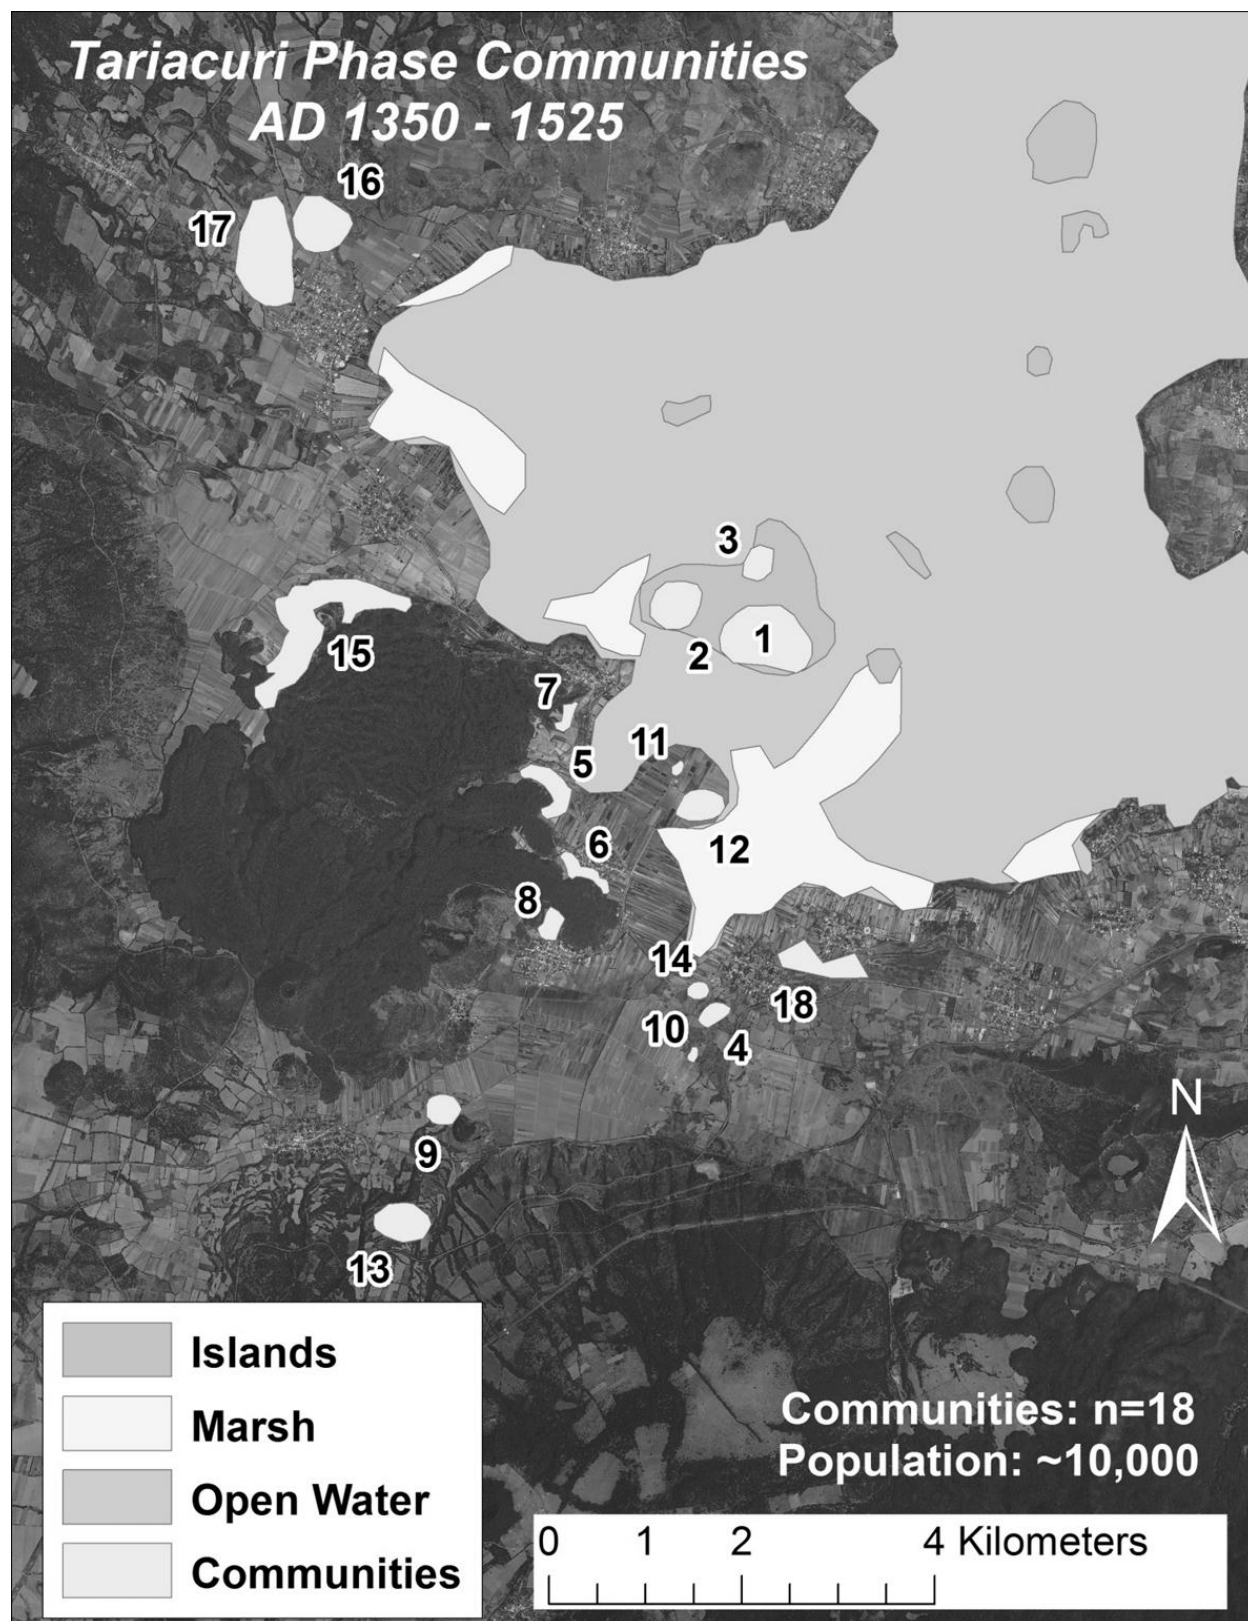 Tariacuri Phase Communities
AD 1350 - 1525
16
17
3
1
2
15
7
11
5
6
12
8
14
18
10
4
N
9
13
Islands
Marsh
Open Water
Communities
Communities: n=18
Population: ~10,000
0 1 2 4 Kilometers